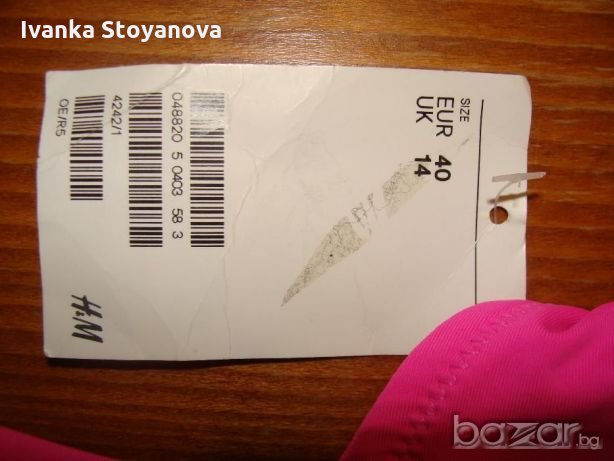 Ivanka Stoyanova
SIZE
EUR 40
UK 14
048820 5 0403 58 3
4242/1
OE/R5
H&M
bazar.bg